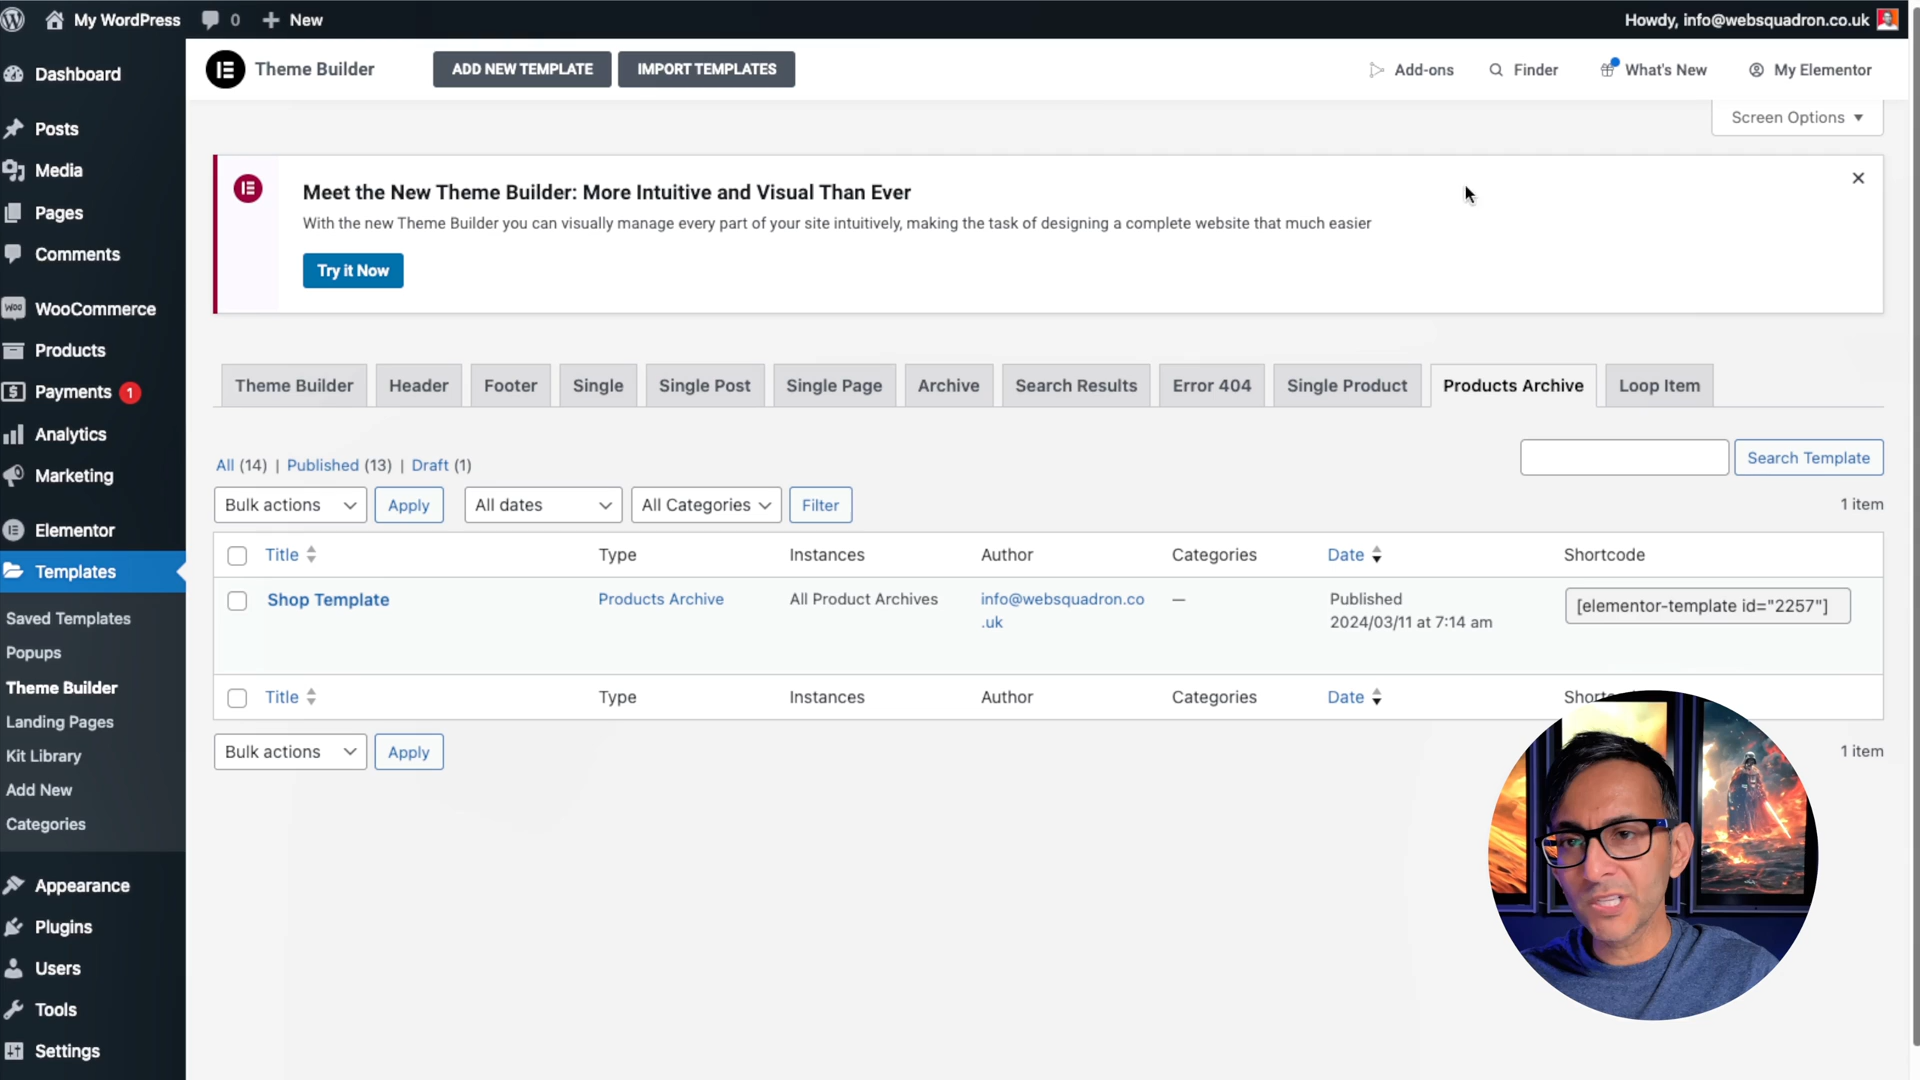 My WordPress 0 New Howdy, info@websquadron.co.uk
Dashboard
Posts
Media
Pages
Comments
WooCommerce
Products
Payments 1
Analytics
Marketing
Elementor
Templates
Saved Templates
Popups
Theme Builder
Landing Pages
Kit Library
Add New
Categories
Appearance
Plugins
Users
Tools
Settings
Theme Builder ADD NEW TEMPLATE IMPORT TEMPLATES Add-ons Finder What's New My Elementor
Screen Options
Meet the New Theme Builder: More Intuitive and Visual Than Ever
With the new Theme Builder you can visually manage every part of your site intuitively, making the task of designing a complete website that much easier
Try it Now
Theme Builder Header Footer Single Single Post Single Page Archive Search Results Error 404 Single Product Products Archive Loop Item
All (14) | Published (13) | Draft (1)
Search Template
Bulk actions Apply All dates All Categories Filter 1 item
Title Type Instances Author Categories Date Shortcode
Shop Template Products Archive All Product Archives info@websquadron.co — Published [elementor-template id="2257"]
.uk 2024/03/11 at 7:14 am
Title Type Instances Author Categories Date
Bulk actions Apply 1 item